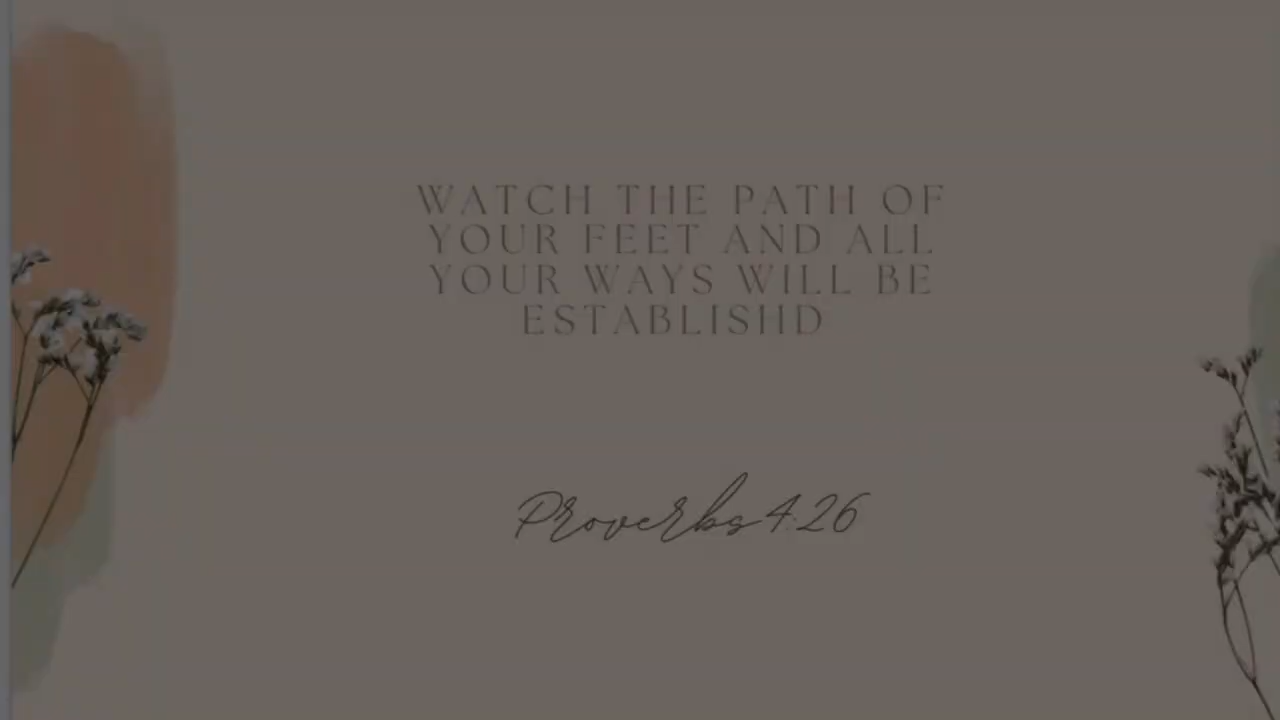 WATCH THE PATH OF
YOUR FEET AND ALL
YOUR WAYS WILL BE
ESTABLISHD
Proverbs 4:26